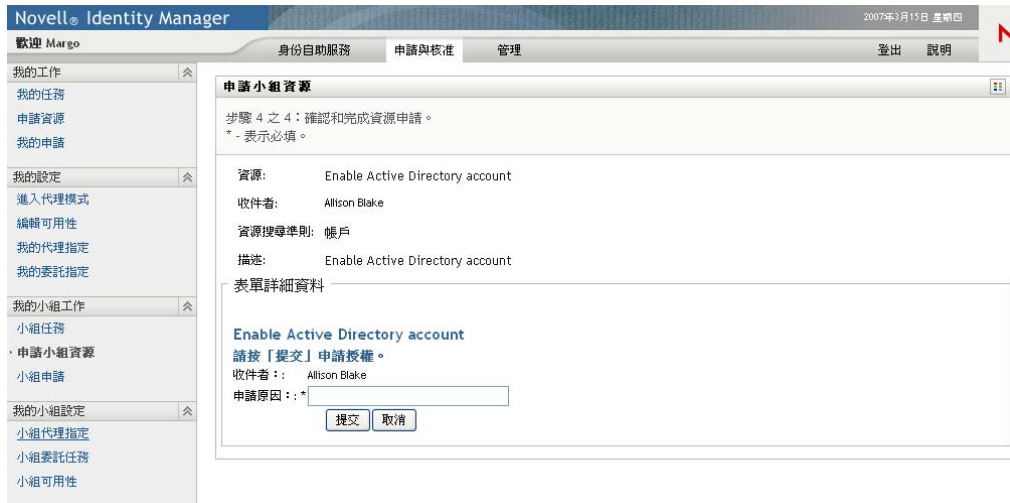 Novell® Identity Manager
2007年3月15日 星期四
歡迎 Margo
身份自助服務 申請與核准 管理 登出 說明
我的工作
我的任務
申請資源
我的申請
我的設定
進入代理模式
編輯可用性
我的代理指定
我的委託指定
我的小組工作
小組任務
申請小組資源
小組申請
我的小組設定
小組代理指定
小組委託任務
小組可用性
申請小組資源
步驟 4 之 4：確認和完成資源申請。
* - 表示必填。
資源: Enable Active Directory account
收件者: Allison Blake
資源搜尋準則: 帳戶
描述: Enable Active Directory account
表單詳細資料
Enable Active Directory account
請按「提交」申請授權。
收件者：: Allison Blake
申請原因：: *
提交 取消